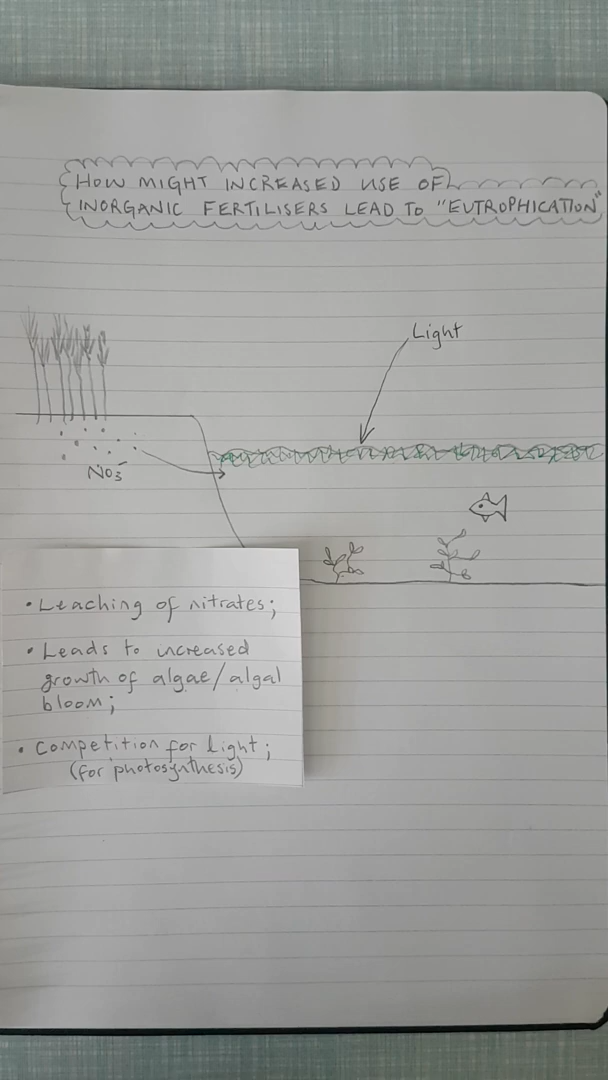 HOW MIGHT INCREASED USE OF
INORGANIC FERTILISERS LEAD TO "EUTROPHICATION"
Light
NO3-
• Leaching of nitrates;
• Leads to increased
growth of algae/algal
bloom;
• Competition for light;
(for photosynthesis)